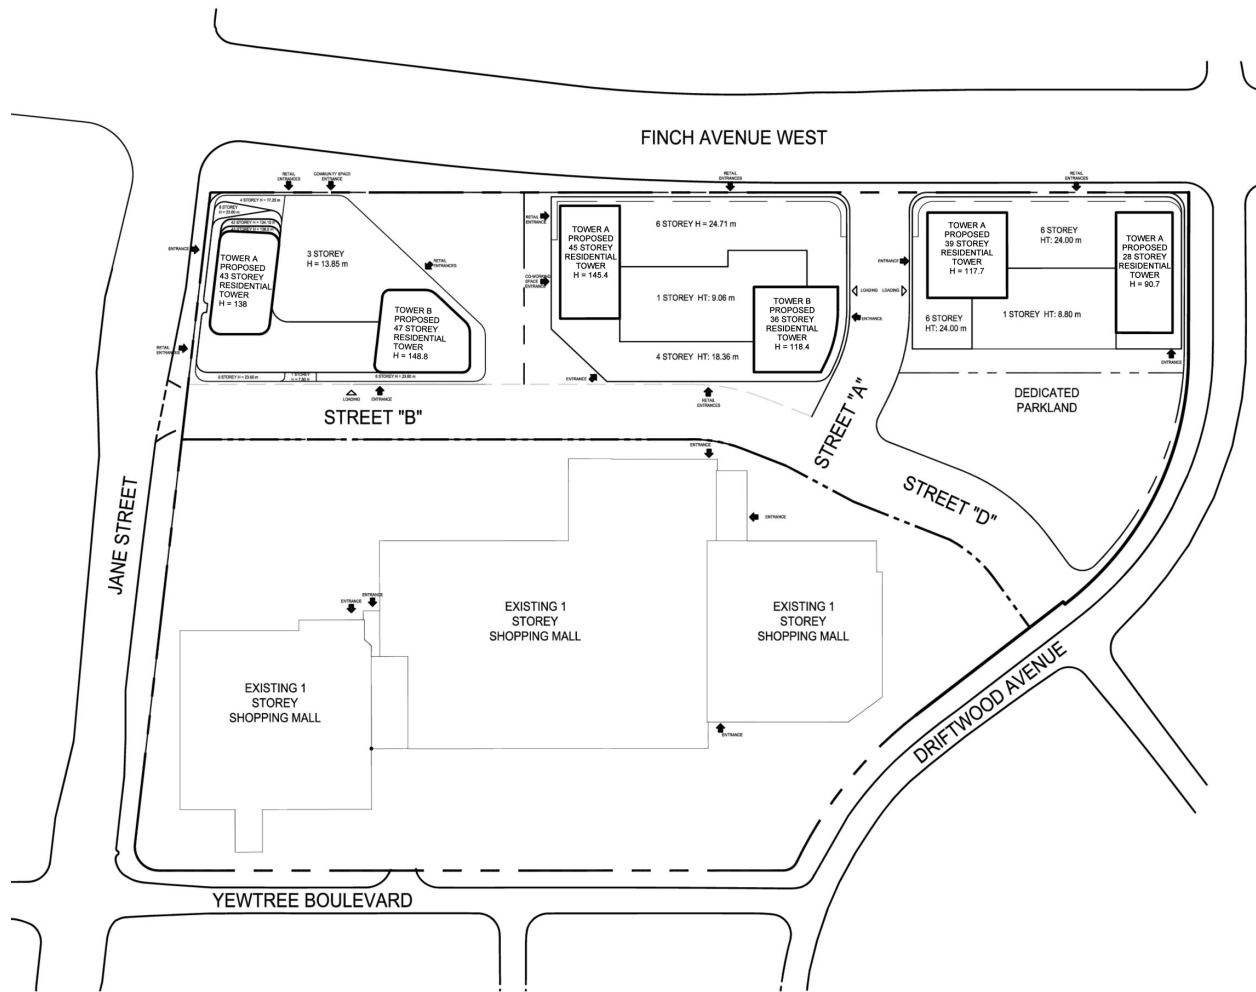 FINCH AVENUE WEST
RETAIL
ENTRANCES
COMMUNITY SPACE
ENTRANCE
RETAIL
ENTRANCES
RETAIL
ENTRANCES
4 STOREY H = 17.25 m
ENTRANCE
TOWER A
PROPOSED
43 STOREY
RESIDENTIAL
TOWER
H = 138
3 STOREY
H = 13.85 m
RETAIL
ENTRANCES
TOWER B
PROPOSED
47 STOREY
RESIDENTIAL
TOWER
H = 148.8
RETAIL
ENTRANCES
LOADING
ENTRANCE
RETAIL
ENTRANCE
CO-WORKING
SPACE
ENTRANCE
TOWER A
PROPOSED
45 STOREY
RESIDENTIAL
TOWER
H = 145.4
6 STOREY H = 24.71 m
1 STOREY HT: 9.06 m
TOWER B
PROPOSED
36 STOREY
RESIDENTIAL
TOWER
H = 118.4
4 STOREY HT: 18.36 m
ENTRANCE
RETAIL
ENTRANCES
LOADING
LOADING
ENTRANCE
ENTRANCE
TOWER A
PROPOSED
39 STOREY
RESIDENTIAL
TOWER
H = 117.7
6 STOREY
HT: 24.00 m
TOWER A
PROPOSED
28 STOREY
RESIDENTIAL
TOWER
H = 90.7
6 STOREY
HT: 24.00 m
1 STOREY HT: 8.80 m
ENTRANCE
DEDICATED
PARKLAND
STREET "B"
STREET "A"
STREET "D"
JANE STREET
ENTRANCE
ENTRANCE
ENTRANCE
ENTRANCE
EXISTING 1
STOREY
SHOPPING MALL
EXISTING 1
STOREY
SHOPPING MALL
EXISTING 1
STOREY
SHOPPING MALL
ENTRANCE
DRIFTWOOD AVENUE
YEWTREE BOULEVARD